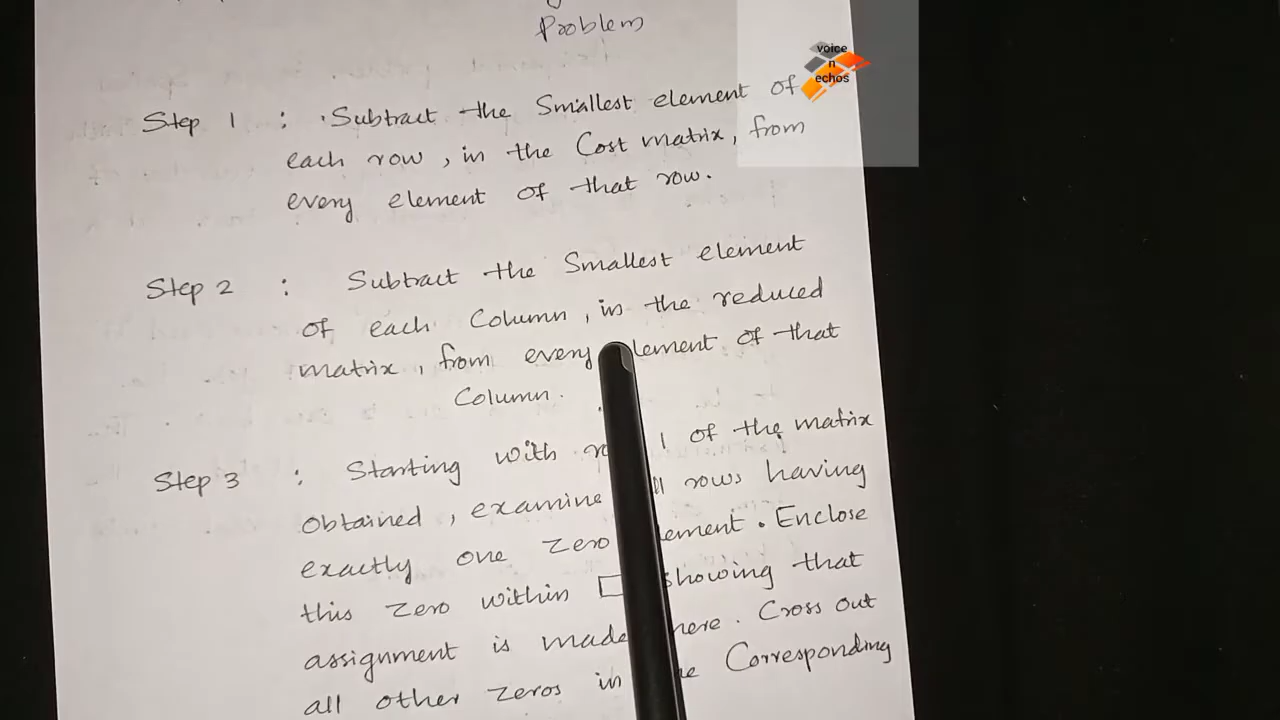 Problem
voice
n
echos
Step 1 : Subtract the Smallest element of
each row, in the Cost matrix, from
every element of that row.
Step 2 : Subtract the Smallest element
of each Column, in the reduced
matrix, from every lement of that
Column.
Step 3 : Starting with 1 of the matrix
obtained, examine rows having
exactly one zero ement. Enclose
this zero within □ showing that
assignment is made here. Cross out
all other zeros in Corresponding